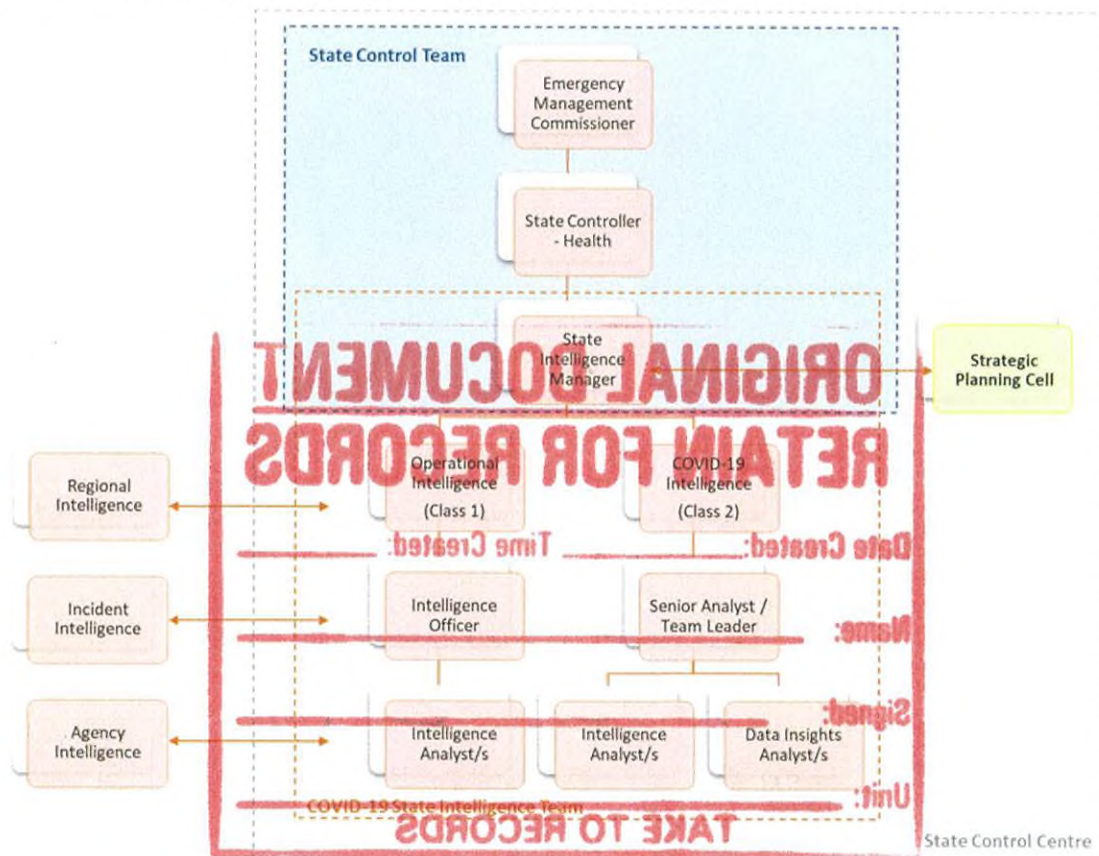 State Control Team
Emergency
Management
Commissioner
State Controller
- Health
State
Intelligence
Manager
Strategic
Planning Cell
ORIGINAL DOCUMENT
RETAIN FOR RECORDS
Regional
Intelligence
Operational
Intelligence
(Class 1)
COVID-19
Intelligence
(Class 2)
Date Created:
Time Created:
Incident
Intelligence
Intelligence
Officer
Senior Analyst /
Team Leader
Name:
Signed:
Agency
Intelligence
Intelligence
Analyst/s
Intelligence
Analyst/s
Data Insights
Analyst/s
Unit:
COVID-19 State Intelligence Team
TAKE TO RECORDS
State Control Centre